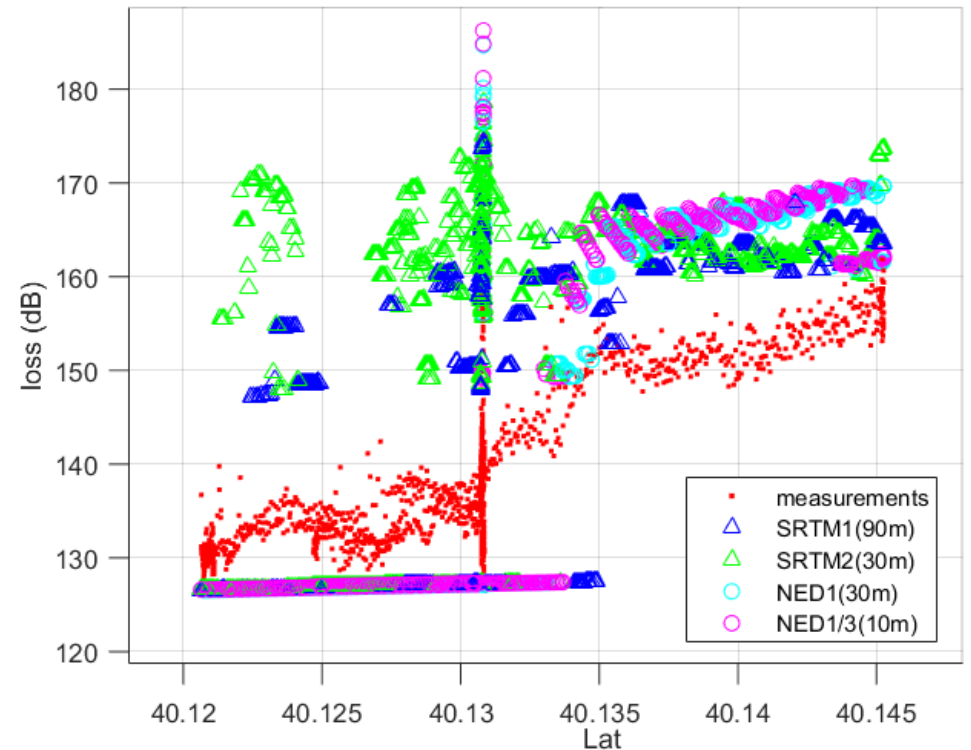 loss (dB)
180
170
160
150
140
130
120
measurements
SRTM1(90m)
SRTM2(30m)
NED1(30m)
NED1/3(10m)
40.12 40.125 40.13 40.135 40.14 40.145
Lat